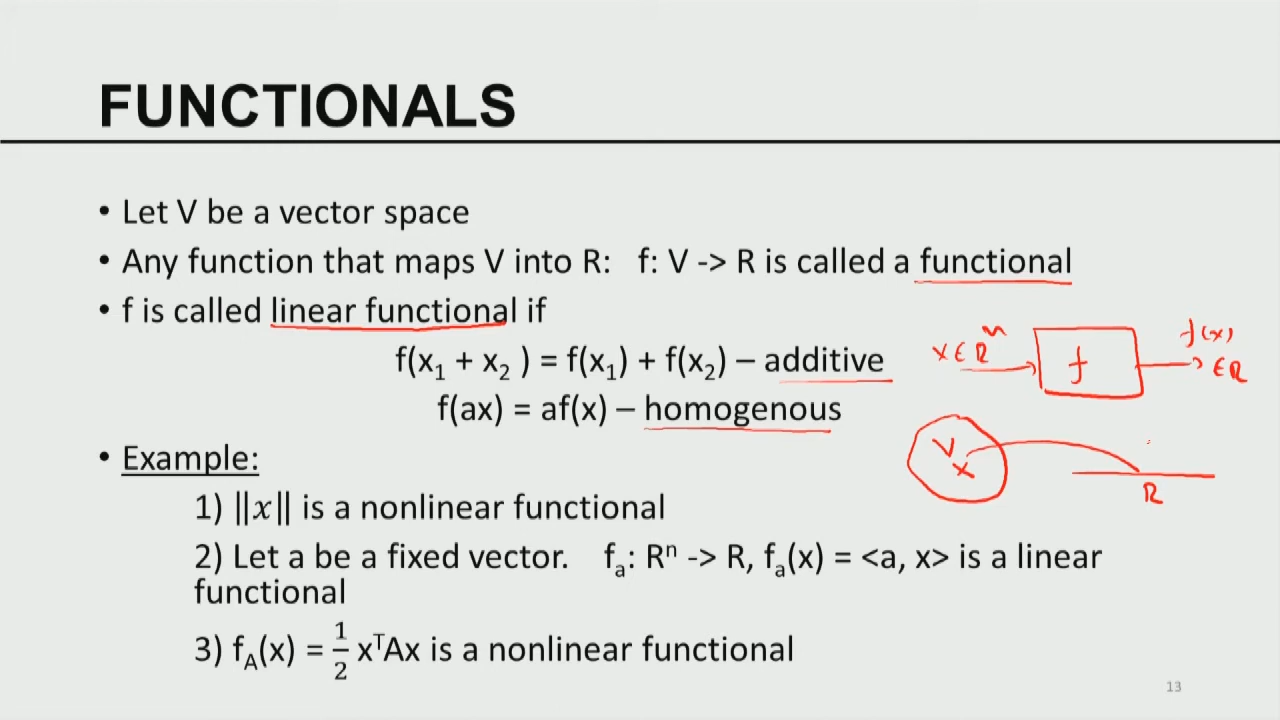 FUNCTIONALS
• Let V be a vector space
• Any function that maps V into R: f: V -> R is called a functional
• f is called linear functional if
f(x₁ + x₂ ) = f(x₁) + f(x₂) – additive
f(ax) = af(x) – homogenous
x ∈ Rⁿ
f
f(x)
∈ R
V
x
R
• Example:
1) ‖x‖ is a nonlinear functional
2) Let a be a fixed vector. fₐ: Rⁿ -> R, fₐ(x) = <a, x> is a linear
functional
3) f_A(x) = 1/2 xᵀAx is a nonlinear functional
13